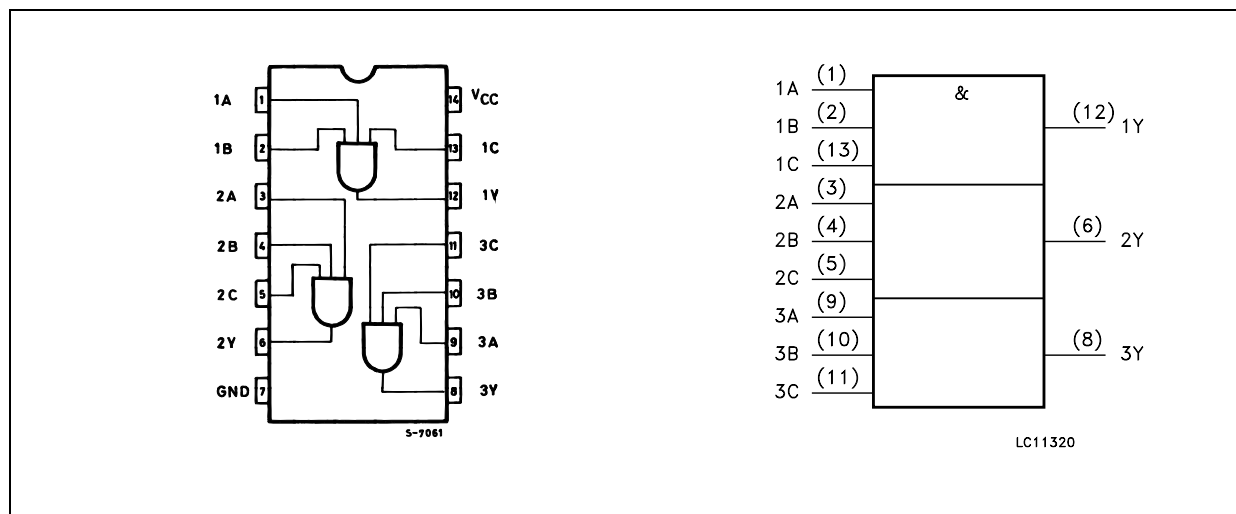 1A 1 14 VCC
1B 2 13 1C
2A 3 12 1Y
2B 4 11 3C
2C 5 10 3B
2Y 6 9 3A
GND 7 8 3Y
S-7061
&
1A (1)
1B (2)
1C (13)
2A (3)
2B (4)
2C (5)
3A (9)
3B (10)
3C (11)
(12) 1Y
(6) 2Y
(8) 3Y
LC11320